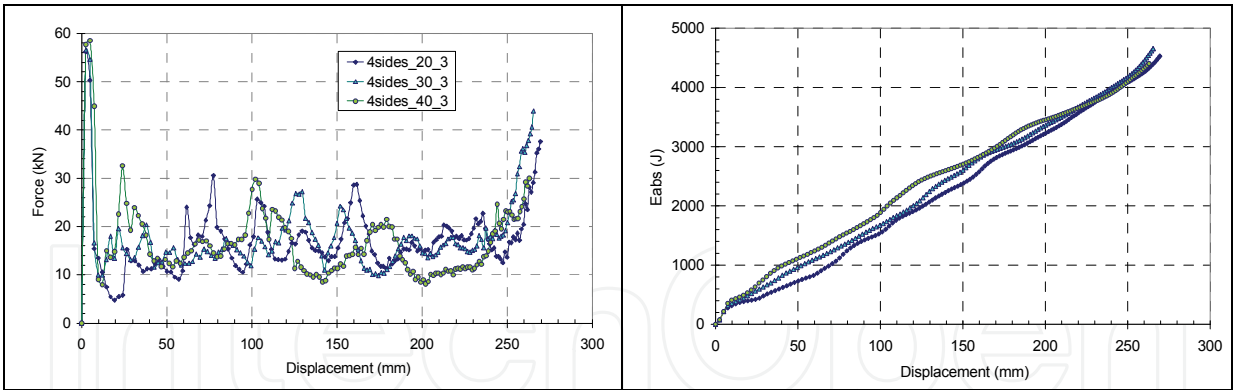 60
50
40
30
20
10
0
Force (kN)
4sides_20_3
4sides_30_3
4sides_40_3
0 50 100 150 200 250 300
Displacement (mm)
5000
4000
3000
2000
1000
0
Eabs (J)
0 50 100 150 200 250 300
Displacement (mm)